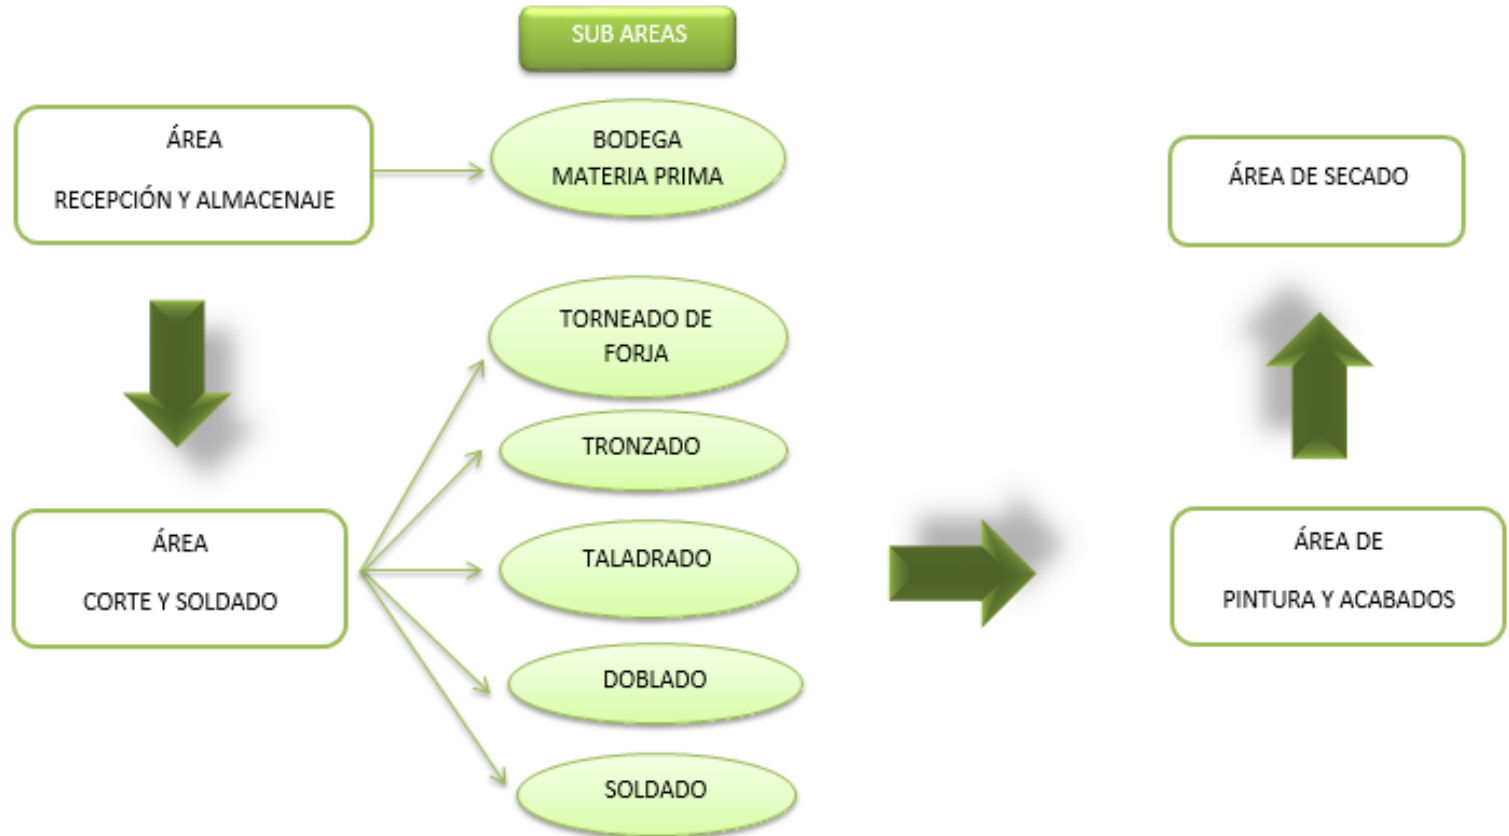 SUB AREAS
ÁREA
RECEPCIÓN Y ALMACENAJE
BODEGA
MATERIA PRIMA
ÁREA DE SECADO
TORNEADO DE
FORJA
TRONZADO
ÁREA
CORTE Y SOLDADO
TALADRADO
ÁREA DE
PINTURA Y ACABADOS
DOBLADO
SOLDADO